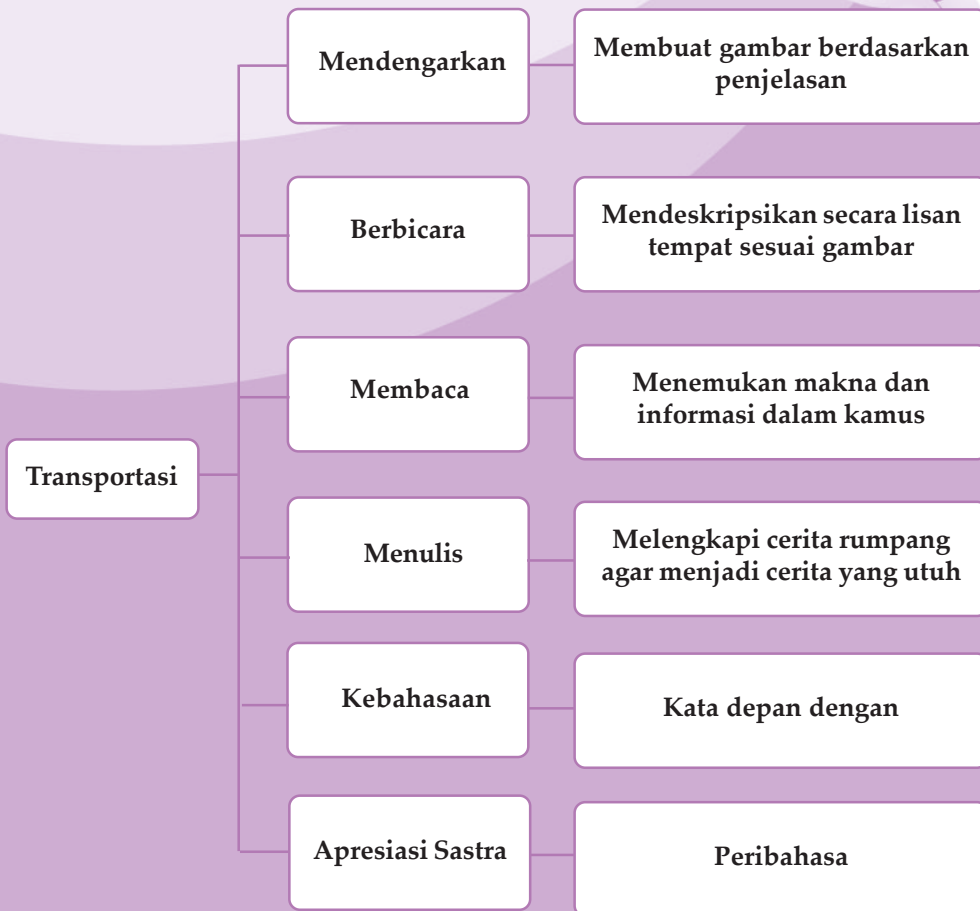 Mendengarkan
Membuat gambar berdasarkan
penjelasan
Berbicara
Mendeskripsikan secara lisan
tempat sesuai gambar
Membaca
Menemukan makna dan
informasi dalam kamus
Transportasi
Menulis
Melengkapi cerita rumpang
agar menjadi cerita yang utuh
Kebahasaan
Kata depan dengan
Apresiasi Sastra
Peribahasa